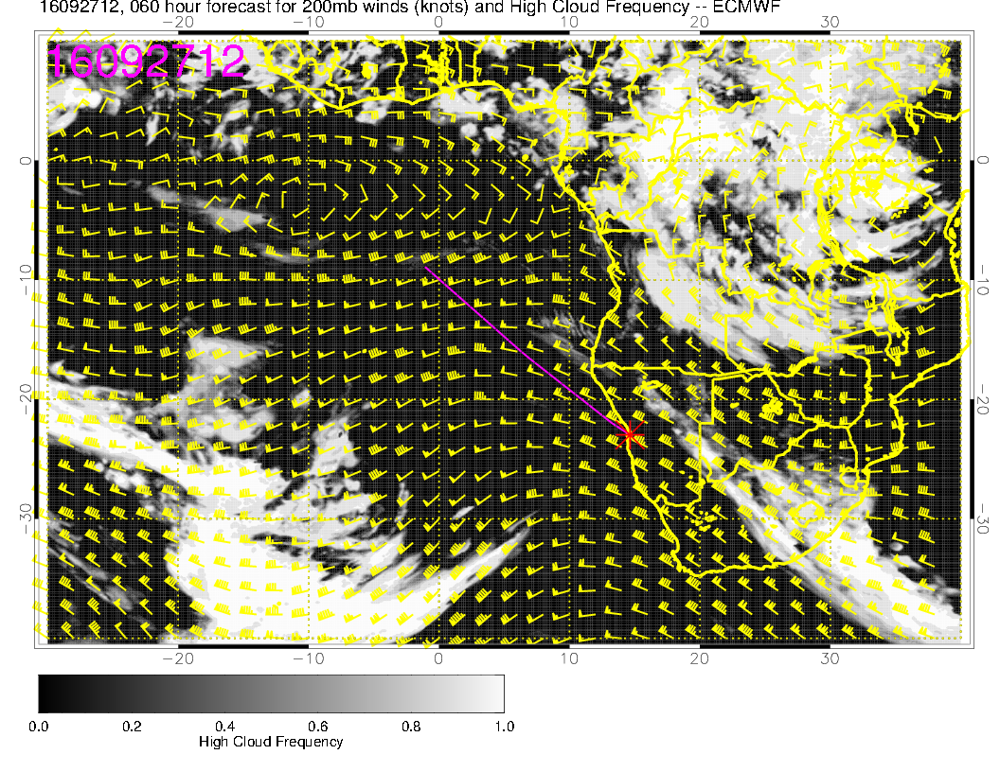 16092712, 060 hour forecast for 200mb winds (knots) and High Cloud Frequency -- ECMWF
−20 −10 0 10 20 30
16092712
0 0
−10 −10
−20 −20
−30 −30
−20 −10 0 10 20 30
0.0 0.2 0.4 0.6 0.8 1.0
High Cloud Frequency